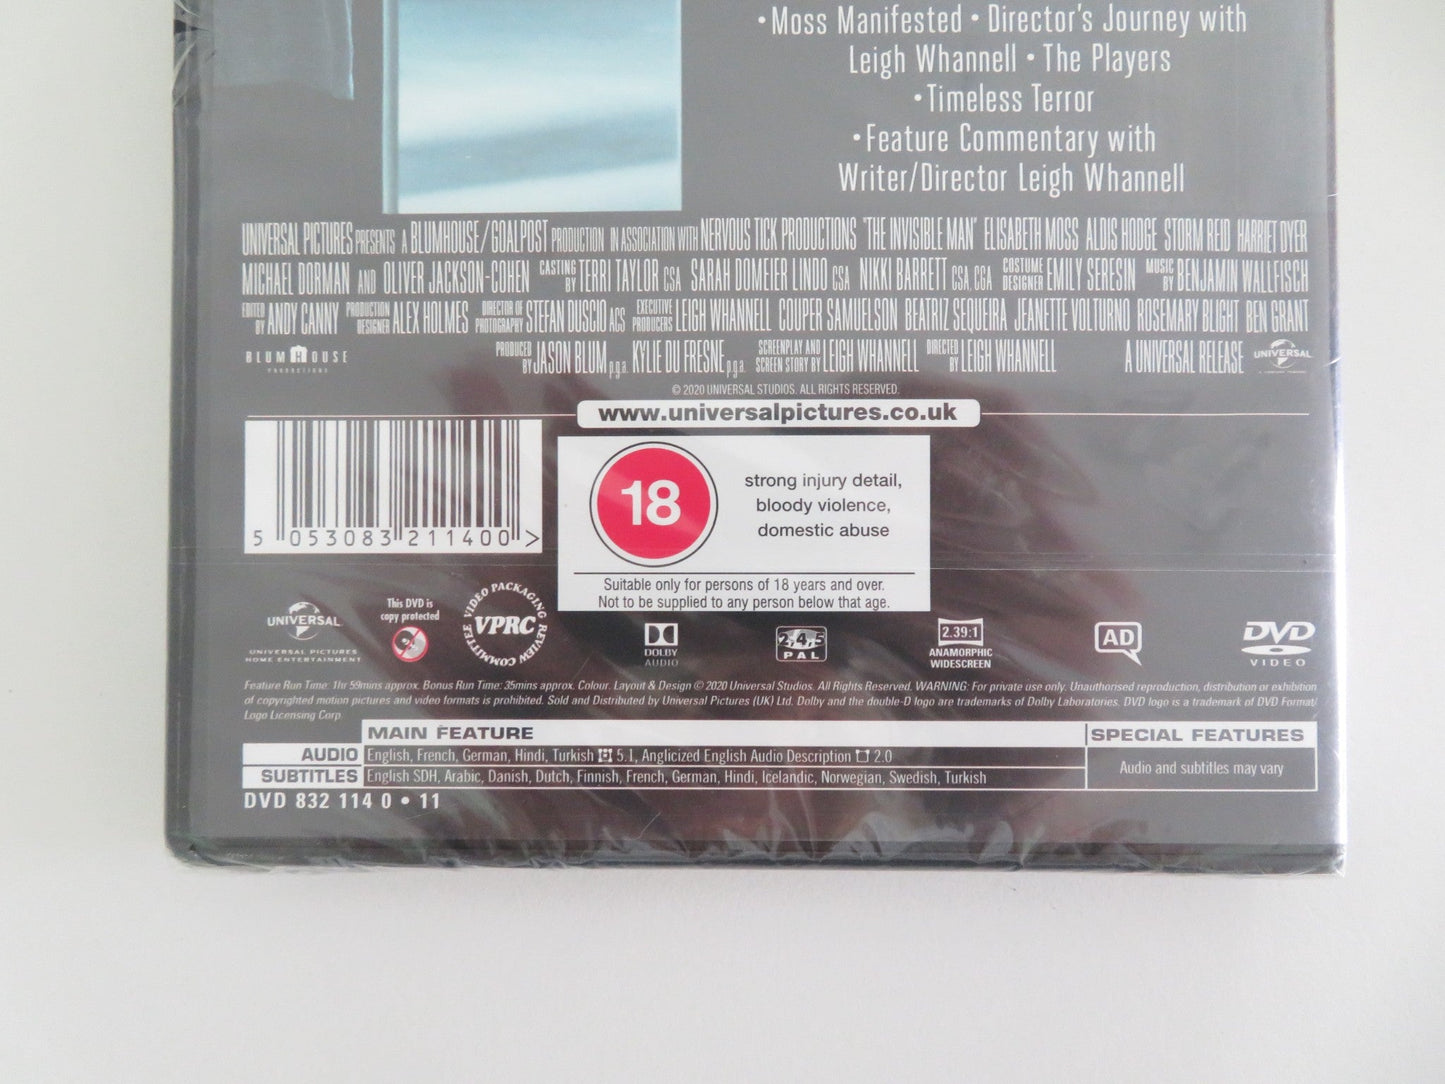 • Moss Manifested • Director's Journey with
Leigh Whannell • The Players
• Timeless Terror
• Feature Commentary with
Writer/Director Leigh Whannell
UNIVERSAL PICTURES PRESENTS A BLUMHOUSE/GOALPOST PRODUCTION IN ASSOCIATION WITH NERVOUS TICK PRODUCTIONS "THE INVISIBLE MAN" ELISABETH MOSS ALDIS HODGE STORM REID HARRIET DYER
MICHAEL DORMAN AND OLIVER JACKSON-COHEN CASTING BY TERRI TAYLOR CSA SARAH DOMEIER LINDO CSA NIKKI BARRETT CSA, CGA COSTUME DESIGNER EMILY SERESIN MUSIC BY BENJAMIN WALLFISCH
EDITED BY ANDY CANNY PRODUCTION DESIGNER ALEX HOLMES DIRECTOR OF PHOTOGRAPHY STEFAN DUSCIO ACS EXECUTIVE PRODUCERS LEIGH WHANNELL COUPER SAMUELSON BEATRIZ SEQUEIRA JEANETTE VOLTURNO ROSEMARY BLIGHT BEN GRANT
BLUMHOUSE PRODUCTIONS PRODUCED BY JASON BLUM p.g.a. KYLIE DU FRESNE p.g.a. SCREENPLAY AND SCREEN STORY BY LEIGH WHANNELL DIRECTED BY LEIGH WHANNELL A UNIVERSAL RELEASE UNIVERSAL
© 2020 UNIVERSAL STUDIOS. ALL RIGHTS RESERVED.
www.universalpictures.co.uk
18
strong injury detail,
bloody violence,
domestic abuse
5 053083 211400 >
Suitable only for persons of 18 years and over.
Not to be supplied to any person below that age.
UNIVERSAL
UNIVERSAL PICTURES
HOME ENTERTAINMENT
This DVD is
copy protected
VIDEO PACKAGING REVIEW COMMITTEE
VPRC
DOLBY
AUDIO
2,4,5
PAL
2.39:1
ANAMORPHIC
WIDESCREEN
AD
DVD
VIDEO
Feature Run Time: 1hr 59mins approx. Bonus Run Time: 35mins approx. Colour. Layout & Design © 2020 Universal Studios. All Rights Reserved. WARNING: For private use only. Unauthorised reproduction, distribution or exhibition
of copyrighted motion pictures and video formats is prohibited. Sold and Distributed by Universal Pictures (UK) Ltd. Dolby and the double-D logo are trademarks of Dolby Laboratories. DVD logo is a trademark of DVD Format/
Logo Licensing Corp.
MAIN FEATURE
AUDIO English, French, German, Hindi, Turkish 5.1, Anglicized English Audio Description 2.0
SUBTITLES English SDH, Arabic, Danish, Dutch, Finnish, French, German, Hindi, Icelandic, Norwegian, Swedish, Turkish
SPECIAL FEATURES
Audio and subtitles may vary
DVD 832 114 0 • 11